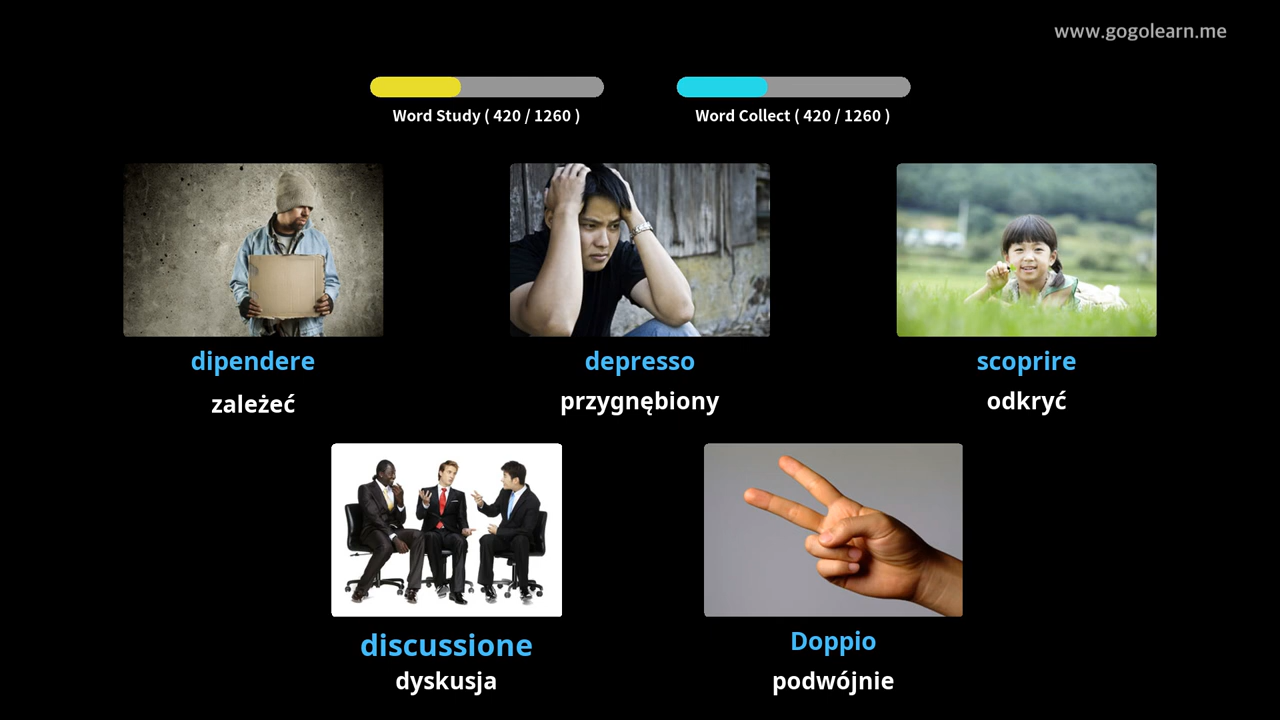 www.gogolearn.me
Word Study ( 420 / 1260 )
Word Collect ( 420 / 1260 )
dipendere
zależeć
depresso
przygnębiony
scoprire
odkryć
discussione
dyskusja
Doppio
podwójnie